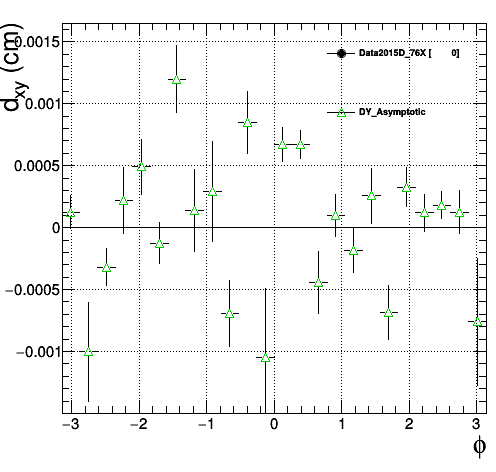 d_xy (cm)
0.0015
0.001
0.0005
0
−0.0005
−0.001
Data2015D_76X [ 0]
DY_Asymptotic
−3 −2 −1 0 1 2 3
ϕ